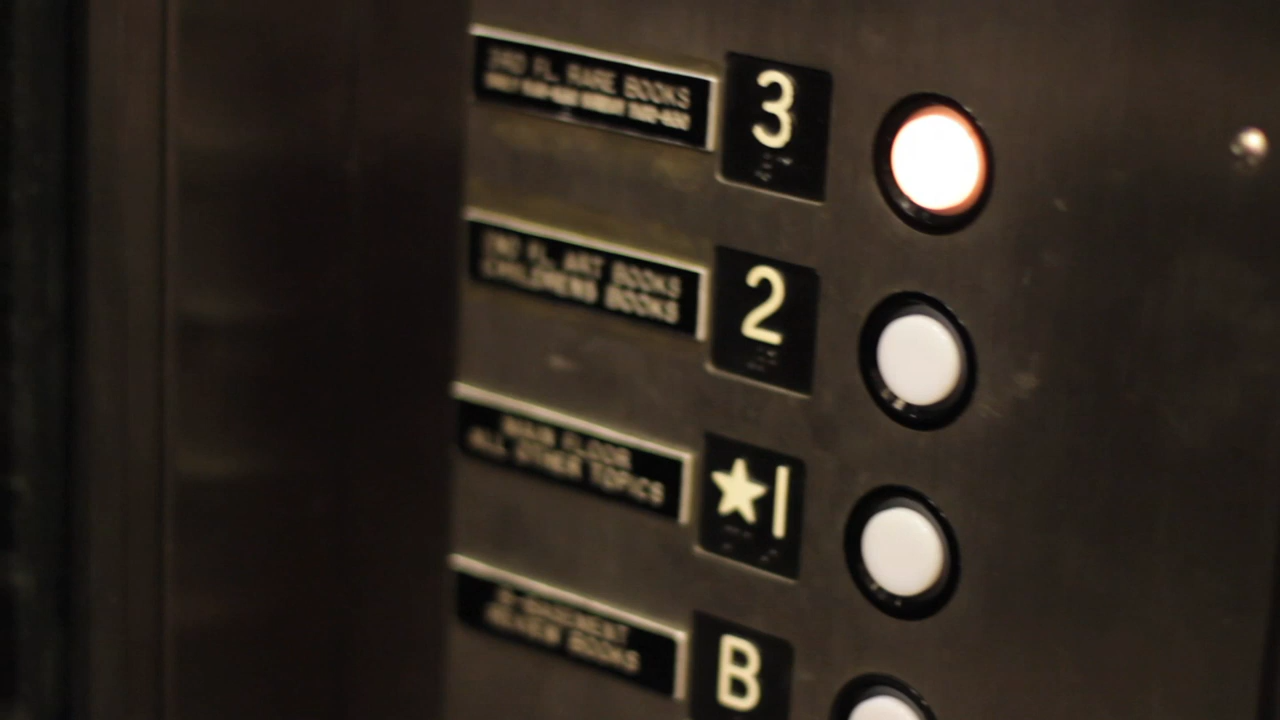 3RD FL. RARE BOOKS
3
2ND FL. ART BOOKS
CHILDRENS BOOKS
2
MAIN FLOOR
ALL OTHER TOPICS
★1
BASEMENT
REVIEW BOOKS
B